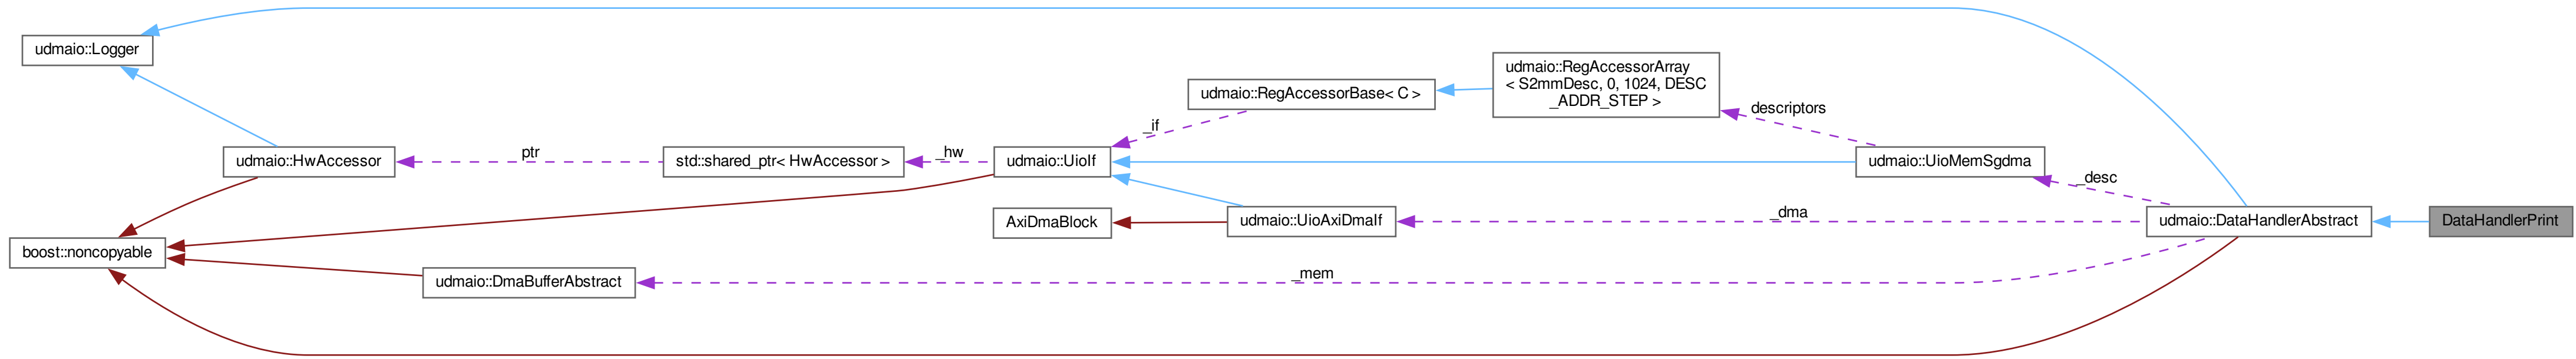 udmaio::Logger
udmaio::RegAccessorArray
< S2mmDesc, 0, 1024, DESC
_ADDR_STEP >
udmaio::RegAccessorBase< C >
descriptors
_if
udmaio::HwAccessor
ptr
std::shared_ptr< HwAccessor >
_hw
udmaio::UioIf
udmaio::UioMemSgdma
_desc
AxiDmaBlock
udmaio::UioAxiDmaIf
_dma
udmaio::DataHandlerAbstract
DataHandlerPrint
boost::noncopyable
udmaio::DmaBufferAbstract
_mem